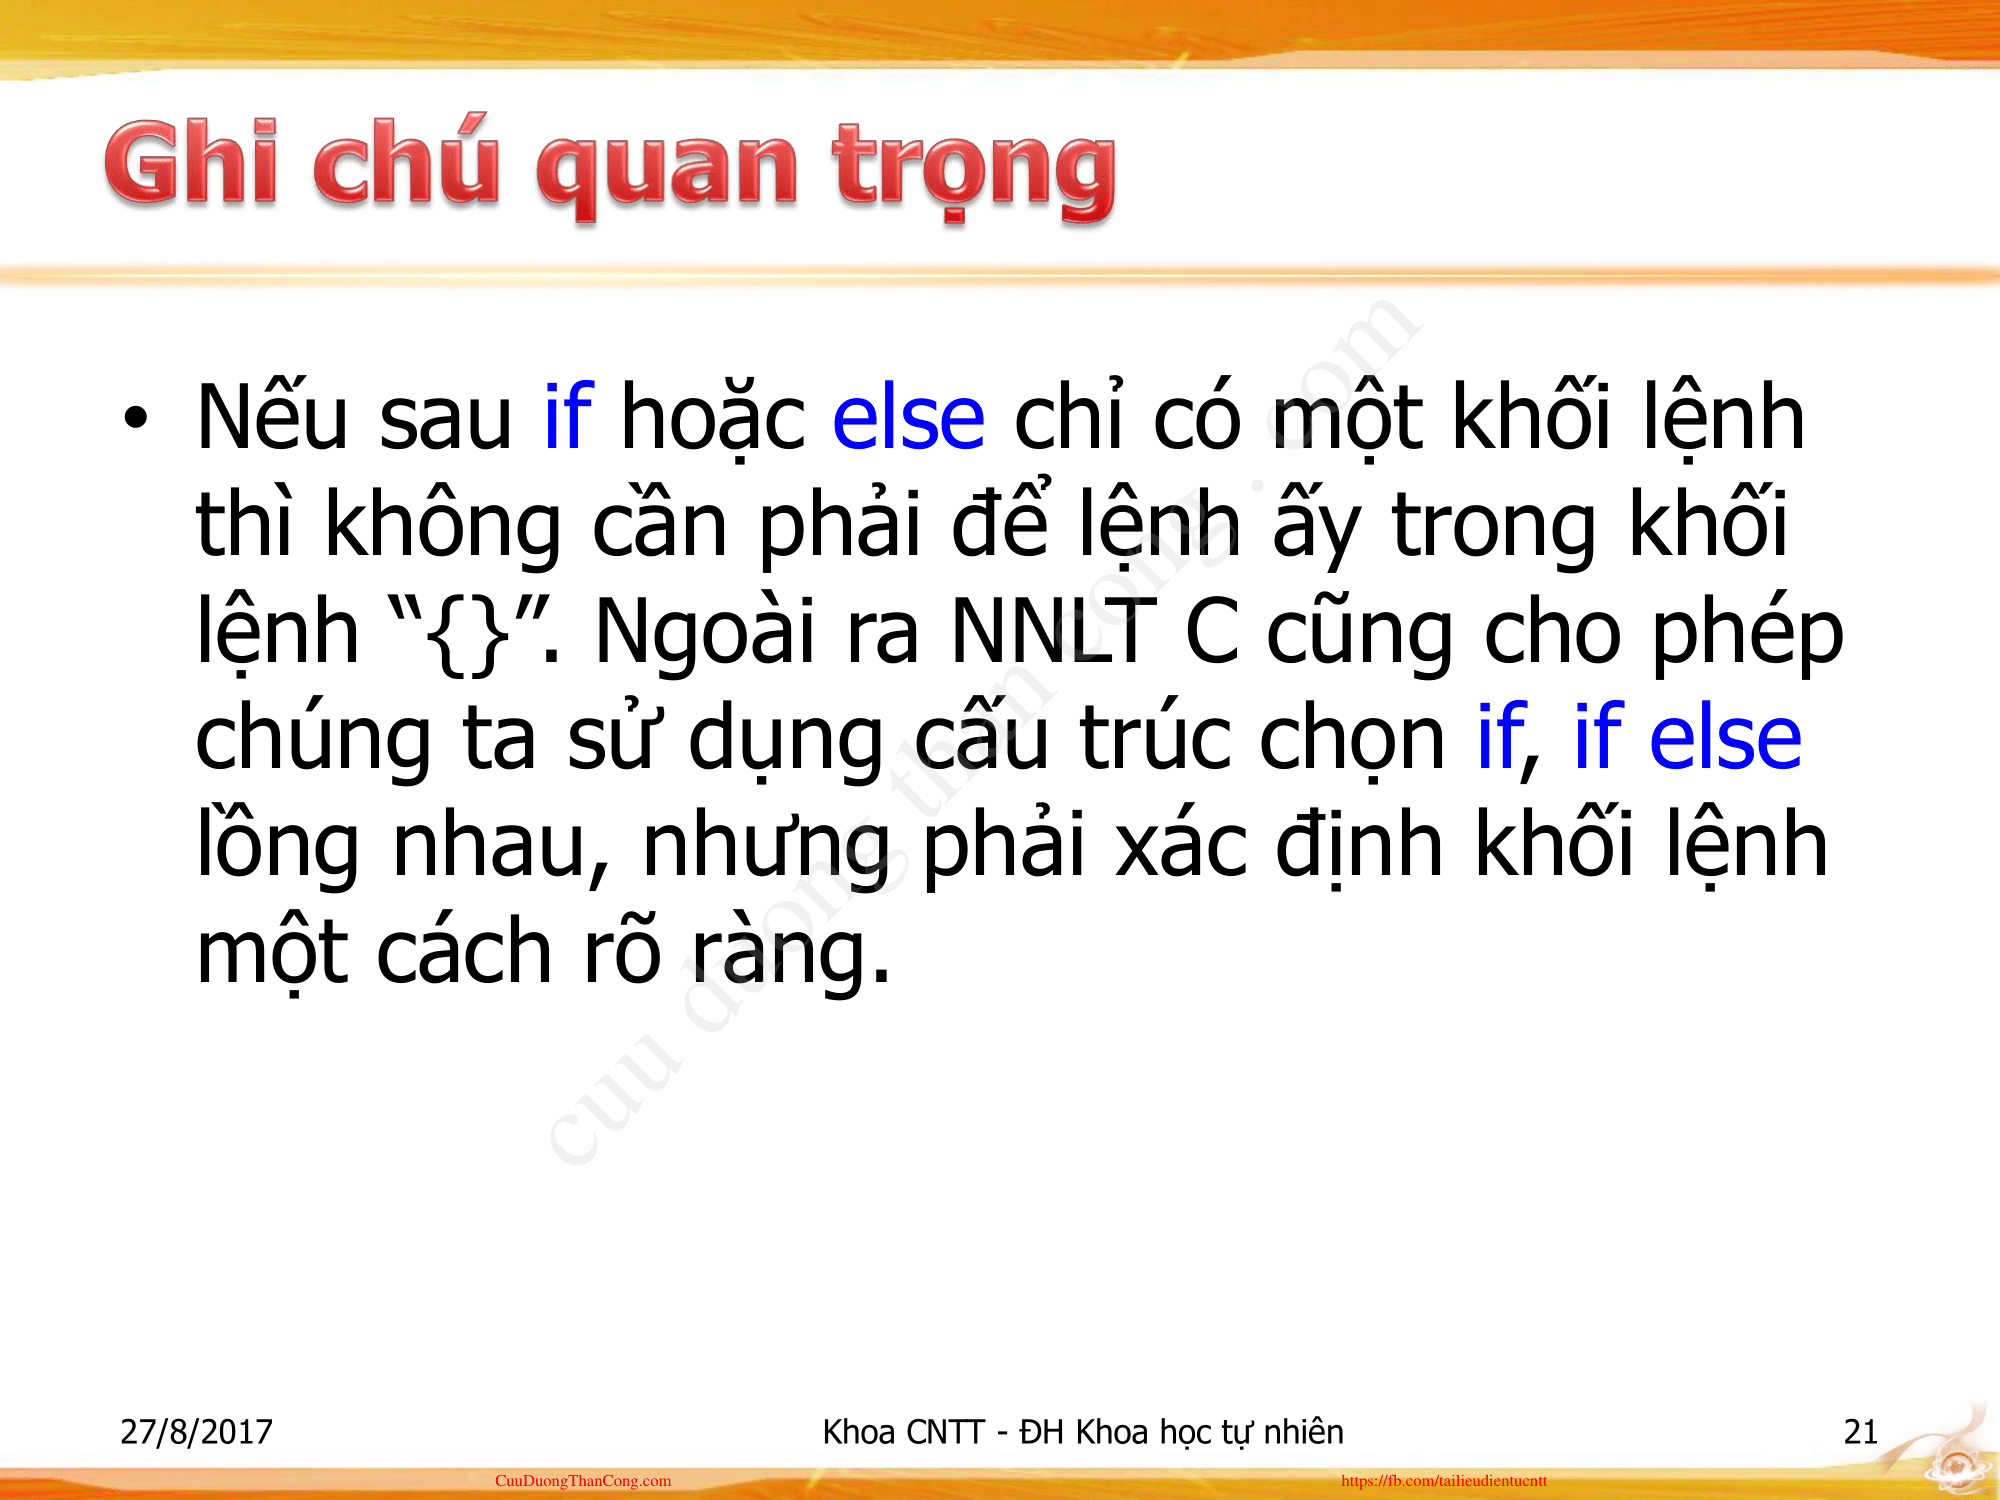 Ghi chú quan trọng
• Nếu sau if hoặc else chỉ có một khối lệnh
thì không cần phải để lệnh ấy trong khối
lệnh “{}”. Ngoài ra NNLT C cũng cho phép
chúng ta sử dụng cấu trúc chọn if, if else
lồng nhau, nhưng phải xác định khối lệnh
một cách rõ ràng.
cuu duong than cong . com
27/8/2017
Khoa CNTT - ĐH Khoa học tự nhiên
21
CuuDuongThanCong.com
https://fb.com/tailieudientucntt